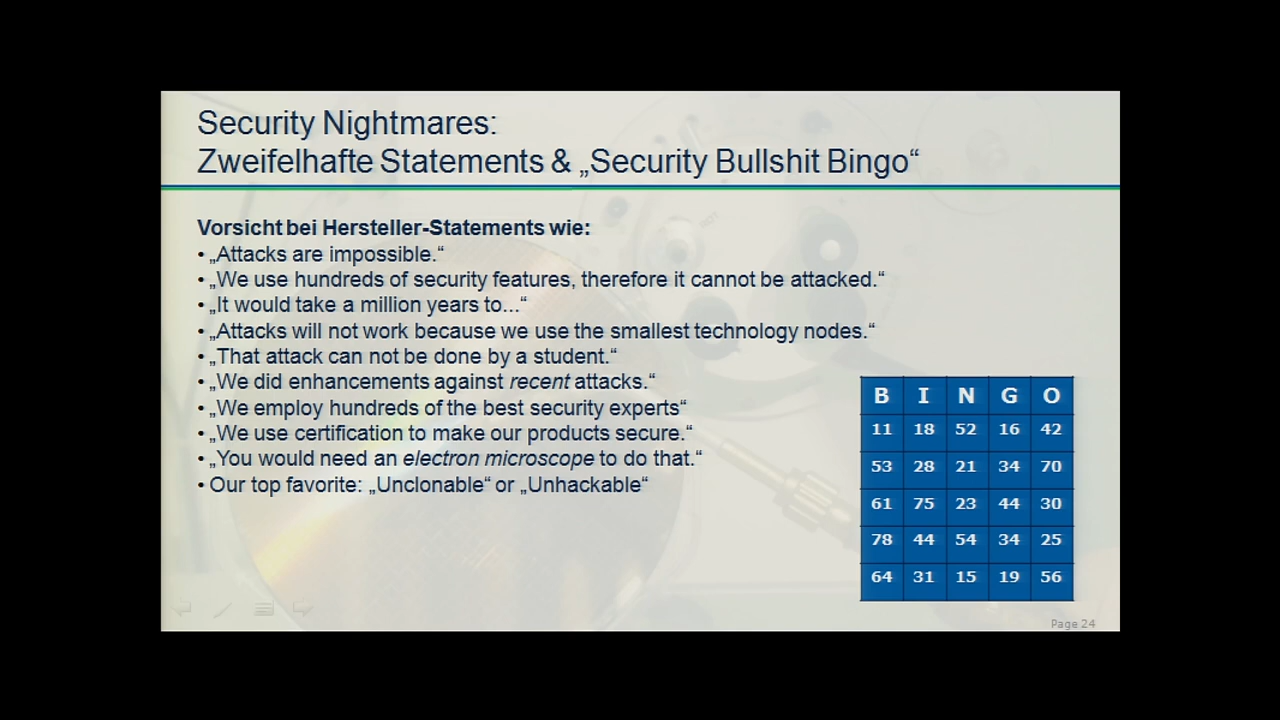 Security Nightmares:
Zweifelhafte Statements & „Security Bullshit Bingo“
Vorsicht bei Hersteller-Statements wie:
• „Attacks are impossible.“
• „We use hundreds of security features, therefore it cannot be attacked.“
• „It would take a million years to...“
• „Attacks will not work because we use the smallest technology nodes.“
• „That attack can not be done by a student.“
• „We did enhancements against recent attacks.“
• „We employ hundreds of the best security experts“
• „We use certification to make our products secure.“
• „You would need an electron microscope to do that.“
• Our top favorite: „Unclonable“ or „Unhackable“
B I N G O
11 18 52 16 42
53 28 21 34 70
61 75 23 44 30
78 44 54 34 25
64 31 15 19 56
Page 24